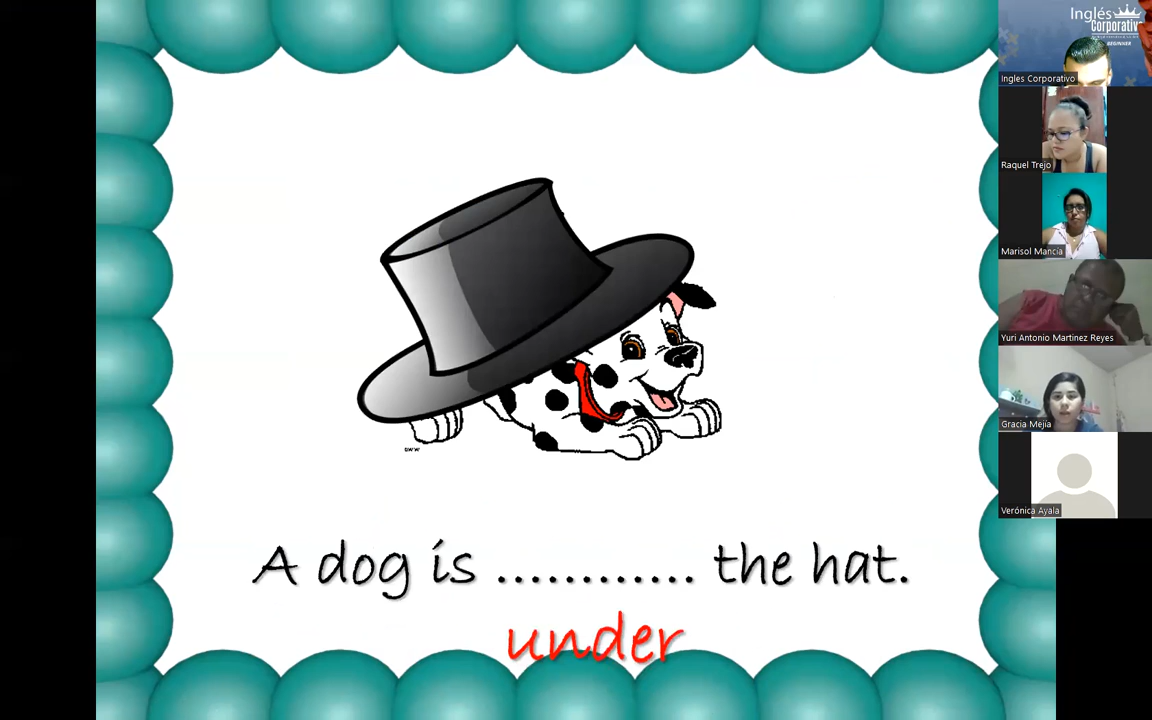 A dog is ............ the hat.
under
Inglés
Corporativo
BEGINNER
Ingles Corporativo
Raquel Trejo
Marisol Mancia
Yuri Antonio Martinez Reyes
Gracia Mejia
Verónica Ayala